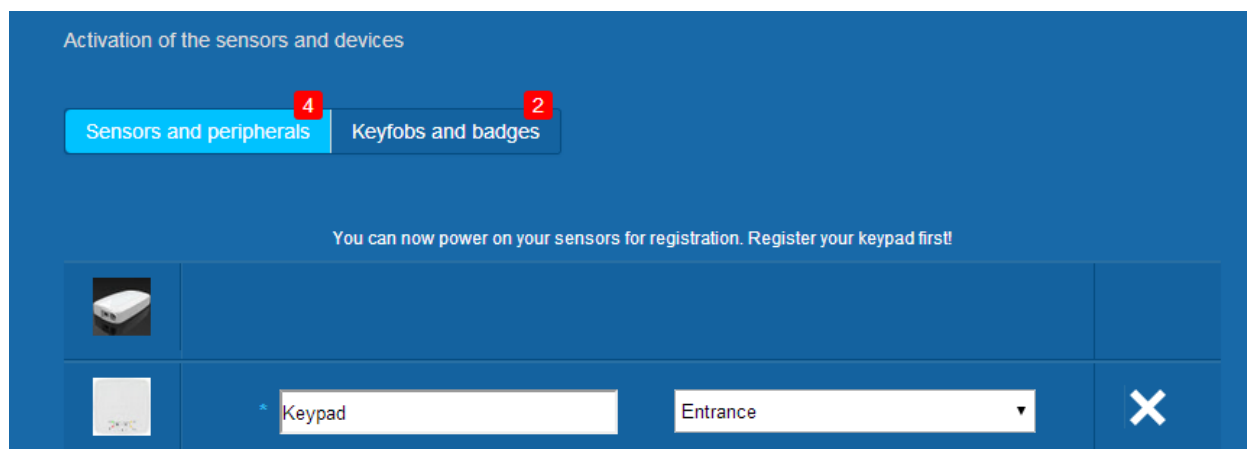 Activation of the sensors and devices
4
2
Sensors and peripherals
Keyfobs and badges
You can now power on your sensors for registration. Register your keypad first!
* Keypad
Entrance